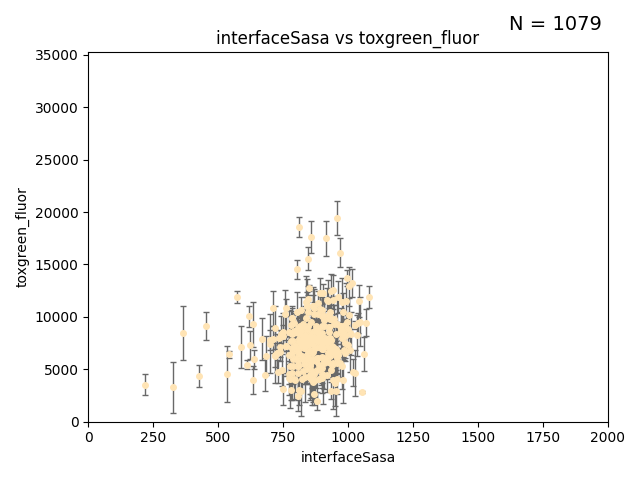 N = 1079
interfaceSasa vs toxgreen_fluor
toxgreen_fluor
35000
30000
25000
20000
15000
10000
5000
0
0 250 500 750 1000 1250 1500 1750 2000
interfaceSasa